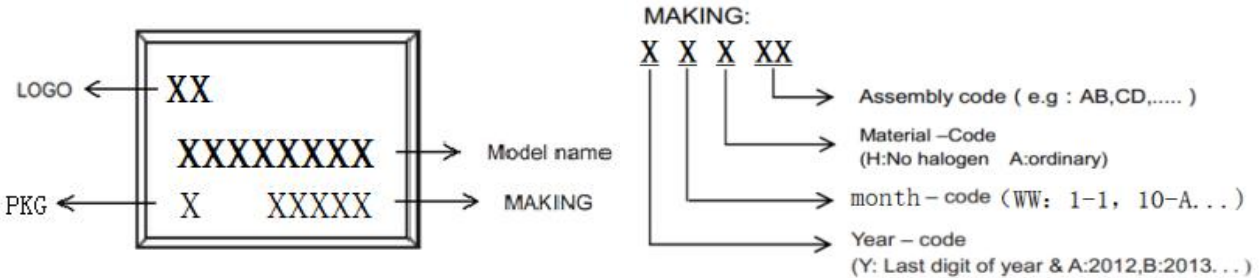 LOGO
XX
XXXXXXXX
Model name
PKG
X XXXXX
MAKING
MAKING:
X X X XX
Assembly code ( e.g : AB,CD,..... )
Material –Code
(H:No halogen A:ordinary)
month – code (WW: 1-1, 10-A...)
Year – code
(Y: Last digit of year & A:2012,B:2013. . . )